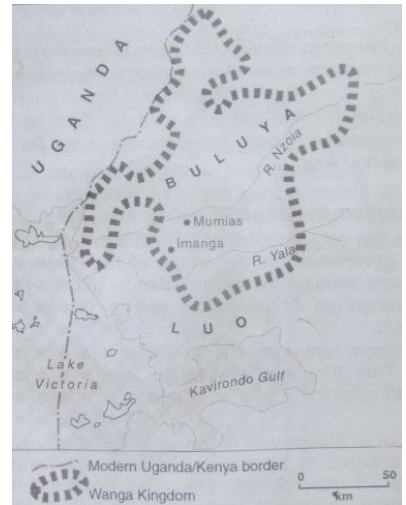 UGANDA
BULUYA
R. Nzoia
Mumias
Imanga
R. Yala
LUO
Lake
Victoria
Kavirondo Gulf
Modern Uganda/Kenya border
Wanga Kingdom
0 50
km